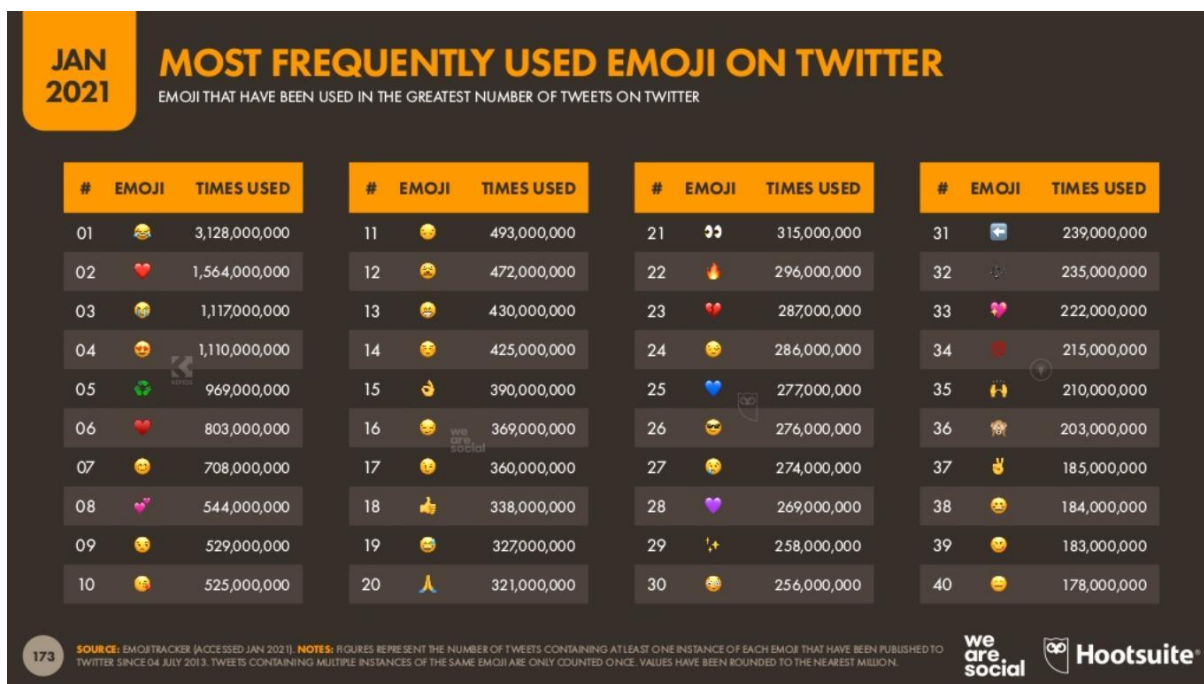 JAN
2021
MOST FREQUENTLY USED EMOJI ON TWITTER
EMOJI THAT HAVE BEEN USED IN THE GREATEST NUMBER OF TWEETS ON TWITTER
# EMOJI TIMES USED
01 😂 3,128,000,000
02 ❤️ 1,564,000,000
03 😭 1,117,000,000
04 😍 1,110,000,000
05 ♻️ 969,000,000
06 ♥️ 803,000,000
07 😊 708,000,000
08 💕 544,000,000
09 😒 529,000,000
10 😘 525,000,000
# EMOJI TIMES USED
11 😔 493,000,000
12 😩 472,000,000
13 😁 430,000,000
14 ☺️ 425,000,000
15 👌 390,000,000
16 😏 369,000,000
17 😉 360,000,000
18 👍 338,000,000
19 😅 327,000,000
20 🙏 321,000,000
# EMOJI TIMES USED
21 👀 315,000,000
22 🔥 296,000,000
23 💔 287,000,000
24 😌 286,000,000
25 💙 277,000,000
26 😎 276,000,000
27 😢 274,000,000
28 💜 269,000,000
29 ✨ 258,000,000
30 😳 256,000,000
# EMOJI TIMES USED
31 ⬅️ 239,000,000
32 235,000,000
33 💖 222,000,000
34 💯 215,000,000
35 🙌 210,000,000
36 🙈 203,000,000
37 ✌️ 185,000,000
38 😄 184,000,000
39 😋 183,000,000
40 😑 178,000,000
we
are
social
KEPIOS
173
SOURCE: EMOJITRACKER (ACCESSED JAN 2021). NOTES: FIGURES REPRESENT THE NUMBER OF TWEETS CONTAINING AT LEAST ONE INSTANCE OF EACH EMOJI THAT HAVE BEEN PUBLISHED TO
TWITTER SINCE 04 JULY 2013. TWEETS CONTAINING MULTIPLE INSTANCES OF THE SAME EMOJI ARE ONLY COUNTED ONCE. VALUES HAVE BEEN ROUNDED TO THE NEAREST MILLION.
we
are
social
Hootsuite®